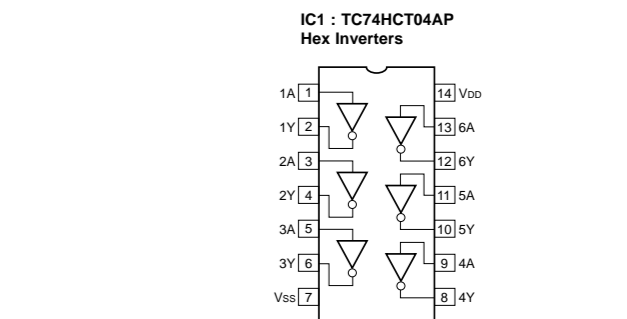 IC1 : TC74HCT04AP
Hex Inverters
1A 1 14 VDD
1Y 2 13 6A
2A 3 12 6Y
2Y 4 11 5A
3A 5 10 5Y
3Y 6 9 4A
Vss 7 8 4Y